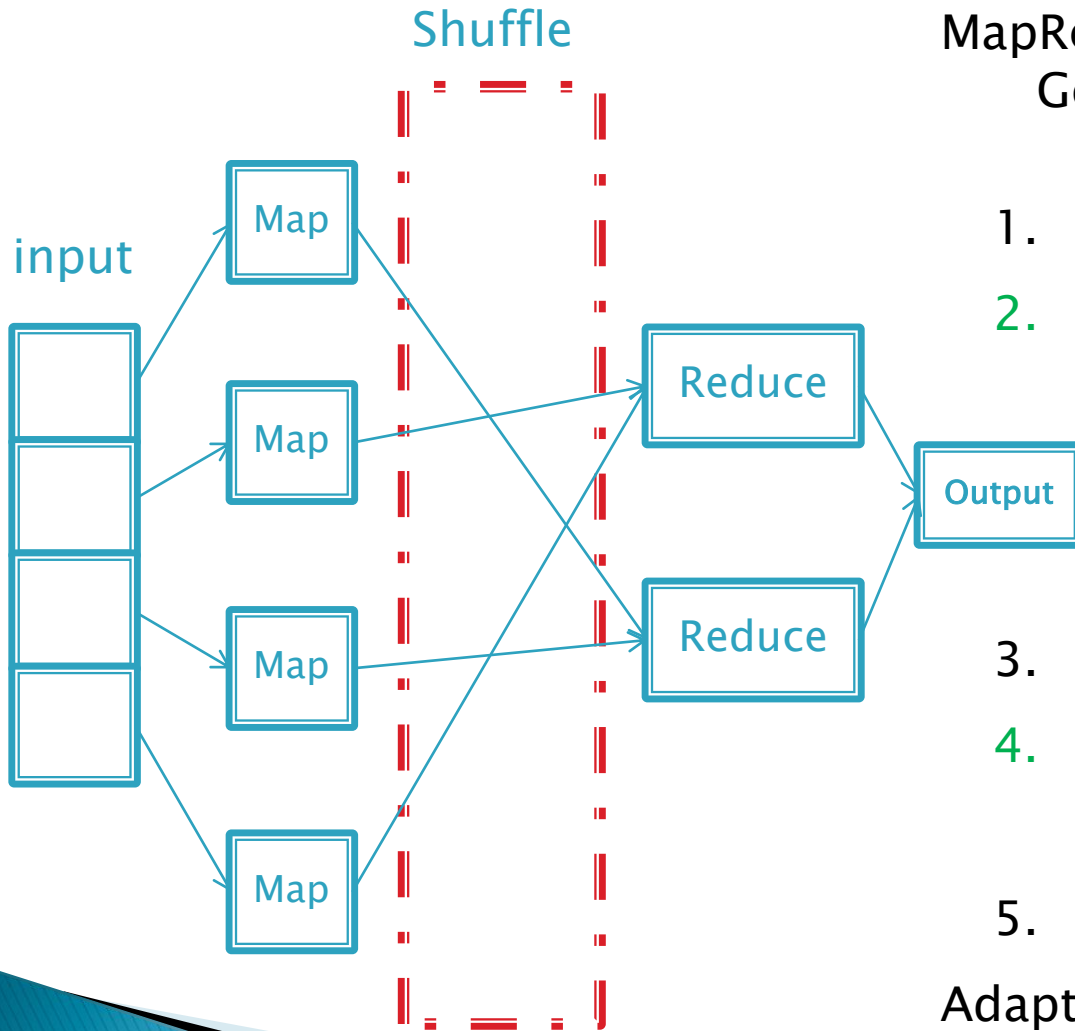 Shuffle
input
Map
Map
Map
Map
Reduce
Reduce
Output
MapRe
Ge
1.
2.
3.
4.
5.
Adapt